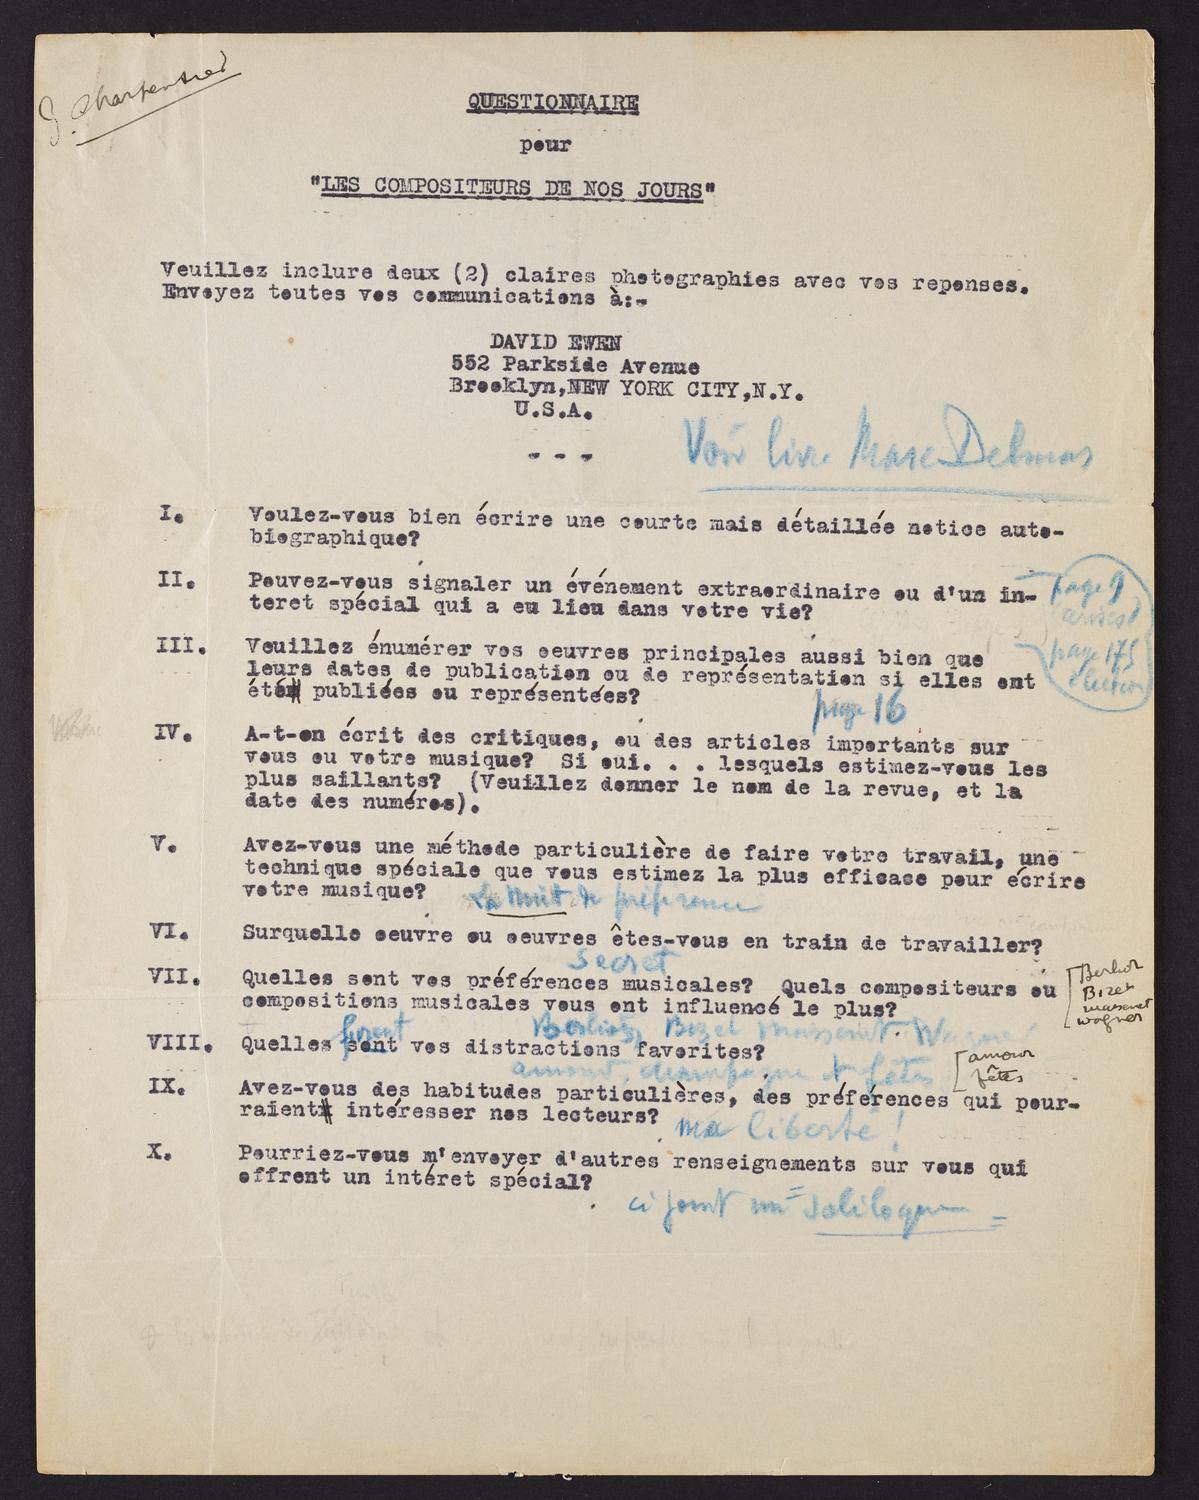 G. Charpentier
QUESTIONNAIRE
pour
"LES COMPOSITEURS DE NOS JOURS"
Veuillez inclure deux (2) claires photographies avec vos reponses.
Envoyez toutes vos communications à:-
DAVID EWEN
552 Parkside Avenue
Brooklyn,NEW YORK CITY,N.Y.
U.S.A.
- - -
Voir livre Marc Delmas
I. Voulez-vous bien écrire une courte mais détaillée notice auto-
biographique?
II. Pouvez-vous signaler un événement extraordinaire ou d'un in-
teret spécial qui a eu lieu dans votre vie?
page 9
page 175
III. Veuillez énumérer vos oeuvres principales aussi bien que
leurs dates de publication ou de représentation si elles ont
été publiées ou représentées?
page 16
IV. A-t-on écrit des critiques, ou des articles importants sur
vous ou votre musique? Si oui. . . lesquels estimez-vous les
plus saillants? (Veuillez donner le nom de la revue, et la
date des numéros).
V. Avez-vous une méthode particulière de faire votre travail, une
technique spéciale que vous estimez la plus efficace pour écrire
votre musique?
La Nuit de préférence
VI. Surquelle oeuvre ou oeuvres êtes-vous en train de travailler?
Secret
VII. Quelles sont vos préférences musicales? Quels compositeurs ou
compositions musicales vous ont influencé le plus?
Berlioz
Bizet
massenet
wagner
Berlioz, Bizet Massenet. Wagner
VIII. Quelles sont vos distractions favorites?
furent
amour, champagne et fêtes
amour
fêtes
IX. Avez-vous des habitudes particulières, des préférences qui pour-
raient intéresser nos lecteurs?
ma liberté!
X. Pourriez-vous m'envoyer d'autres renseignements sur vous qui
offrent un intéret spécial?
ci joint un soliloque